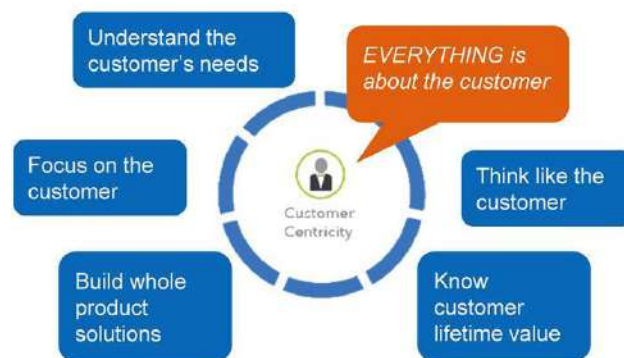 Understand the
customer's needs
EVERYTHING is
about the customer
Focus on the
customer
Customer
Centricity
Think like the
customer
Build whole
product
solutions
Know
customer
lifetime value